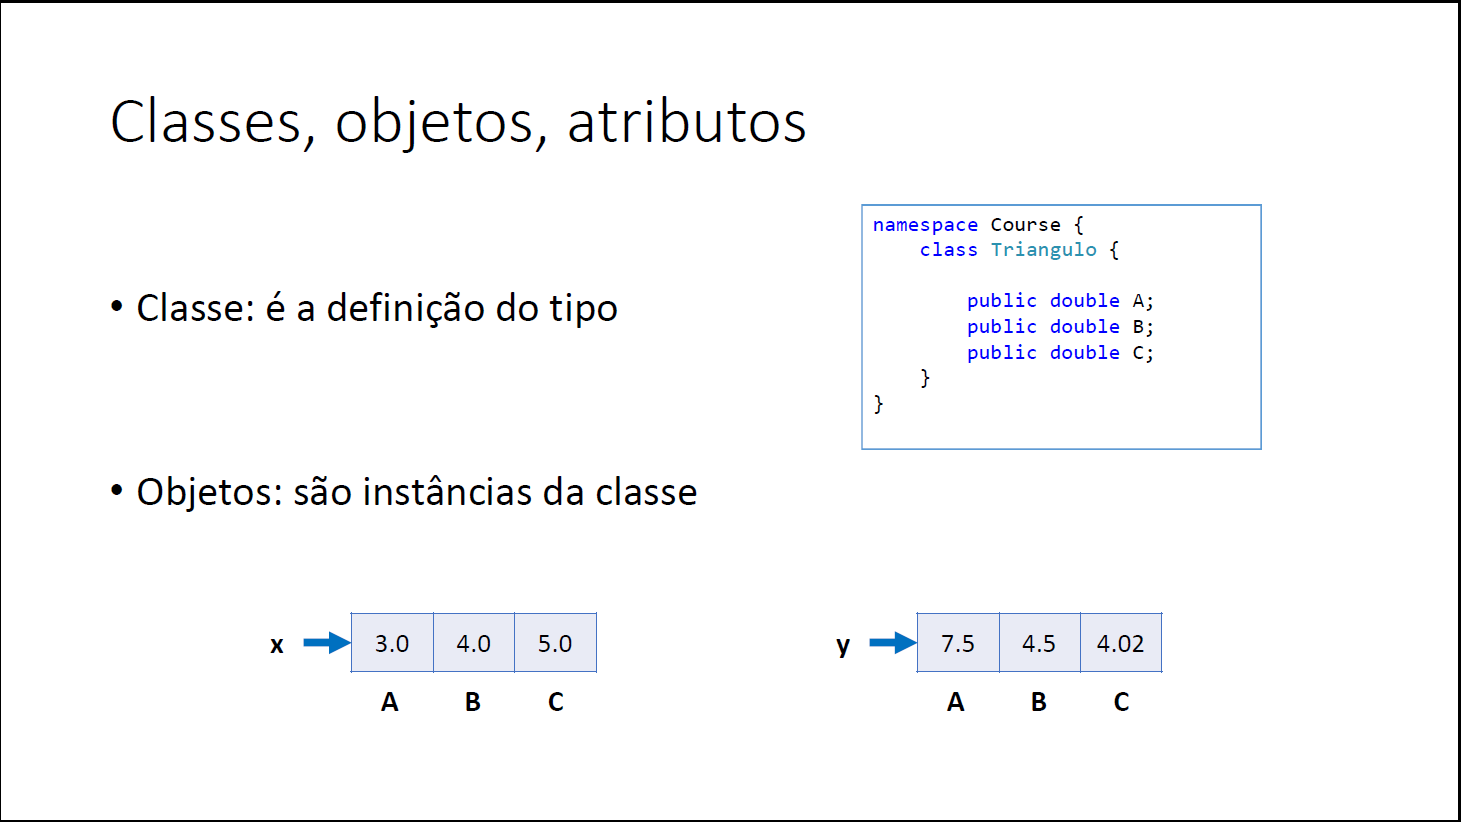 Classes, objetos, atributos
• Classe: é a definição do tipo
namespace Course {
class Triangulo {
public double A;
public double B;
public double C;
}
}
• Objetos: são instâncias da classe
x 3.0 4.0 5.0
A B C
y 7.5 4.5 4.02
A B C